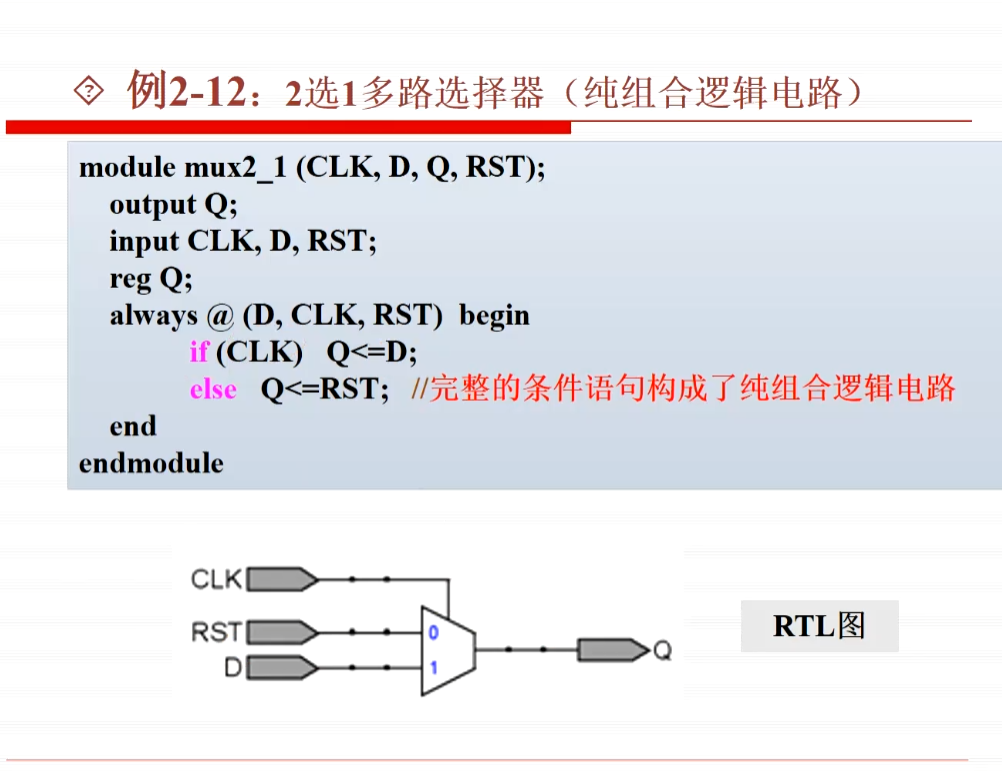 例2-12：2选1多路选择器（纯组合逻辑电路）
module mux2_1 (CLK, D, Q, RST);
output Q;
input CLK, D, RST;
reg Q;
always @ (D, CLK, RST) begin
if (CLK) Q<=D;
else Q<=RST; //完整的条件语句构成了纯组合逻辑电路
end
endmodule
CLK
RST
0
D
1
Q
RTL图